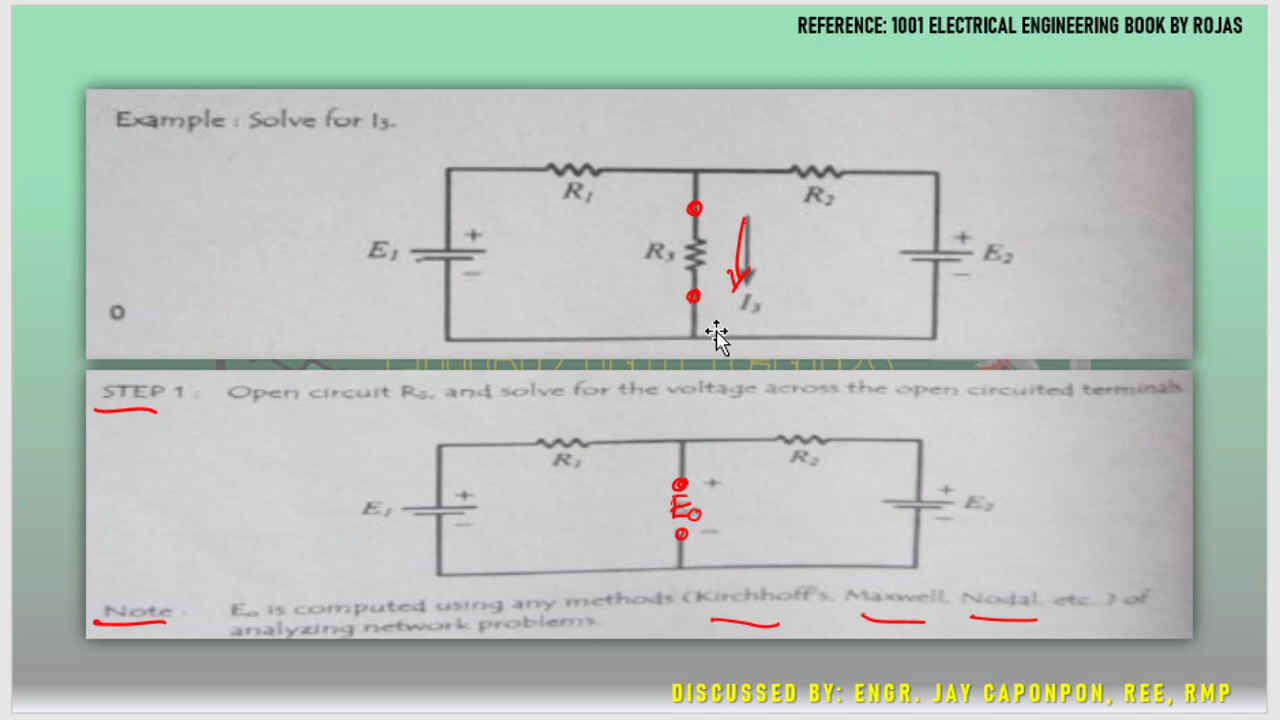 REFERENCE: 1001 ELECTRICAL ENGINEERING BOOK BY ROJAS
Example : Solve for I₃.
R₁
R₂
E₁
+
−
R₃
I₃
+
−
E₂
O
STEP 1 : Open circuit R₃, and solve for the voltage across the open circuited terminals
R₁
R₂
E₁
+
−
+
E₀
−
+
−
E₂
Note : E₀ is computed using any methods (Kirchhoff's, Maxwell, Nodal, etc..) of
analyzing network problems.
DISCUSSED BY: ENGR. JAY CAPONPON, REE, RMP